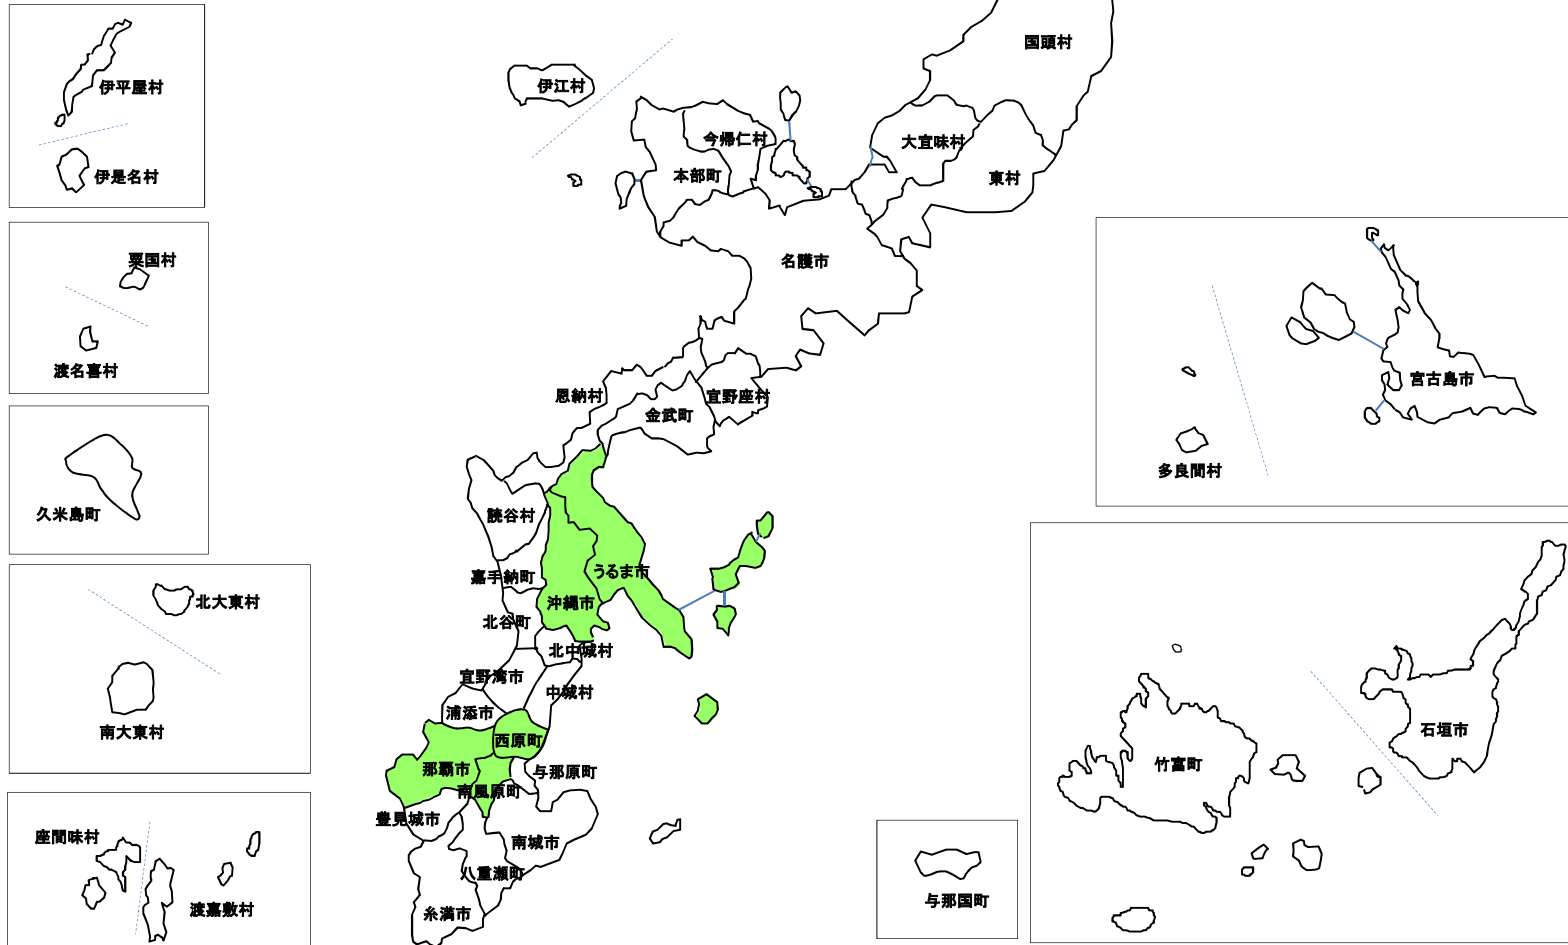 伊平屋村
伊是名村
粟国村
渡名喜村
久米島町
北大東村
南大東村
座間味村
渡嘉敷村
国頭村
伊江村
今帰仁村
大宜味村
本部町
東村
名護市
恩納村
宜野座村
金武町
読谷村
うるま市
嘉手納町
沖縄市
北谷町
北中城村
宜野湾市
中城村
浦添市
西原町
那覇市
与那原町
南風原町
豊見城市
南城市
八重瀬町
糸満市
宮古島市
多良間村
石垣市
竹富町
与那国町